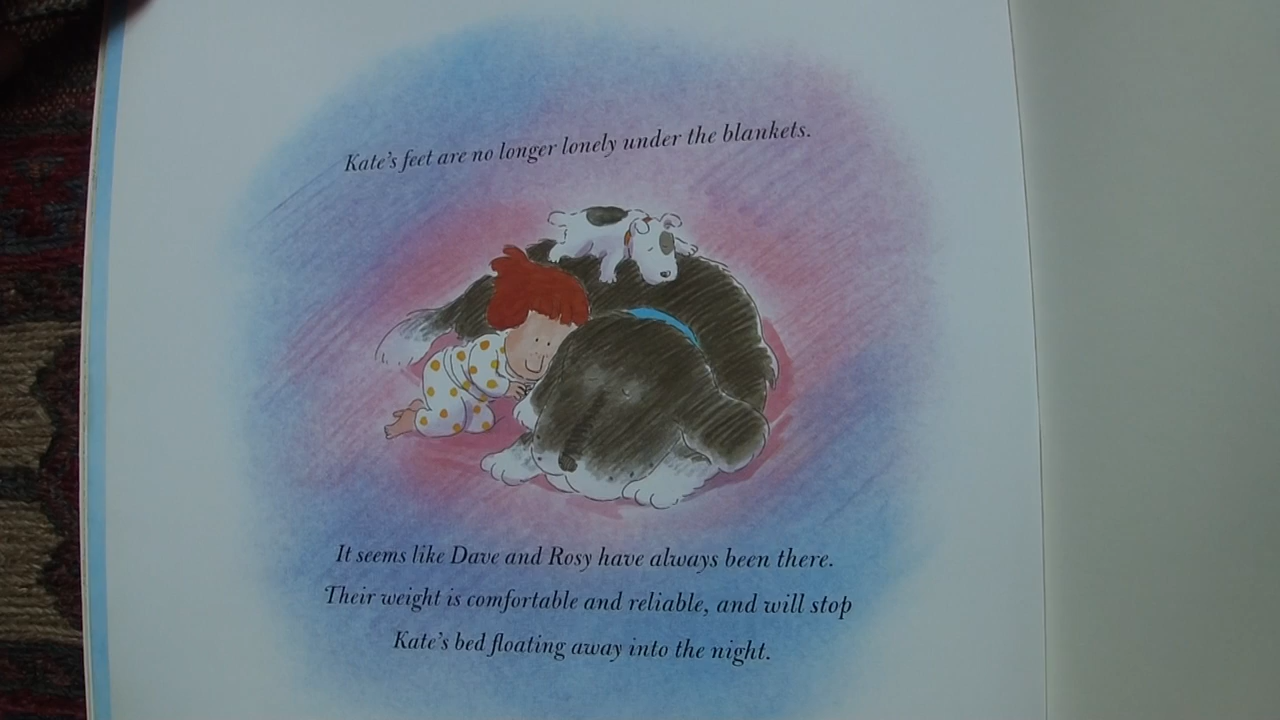 Kate's feet are no longer lonely under the blankets.
It seems like Dave and Rosy have always been there.
Their weight is comfortable and reliable, and will stop
Kate's bed floating away into the night.